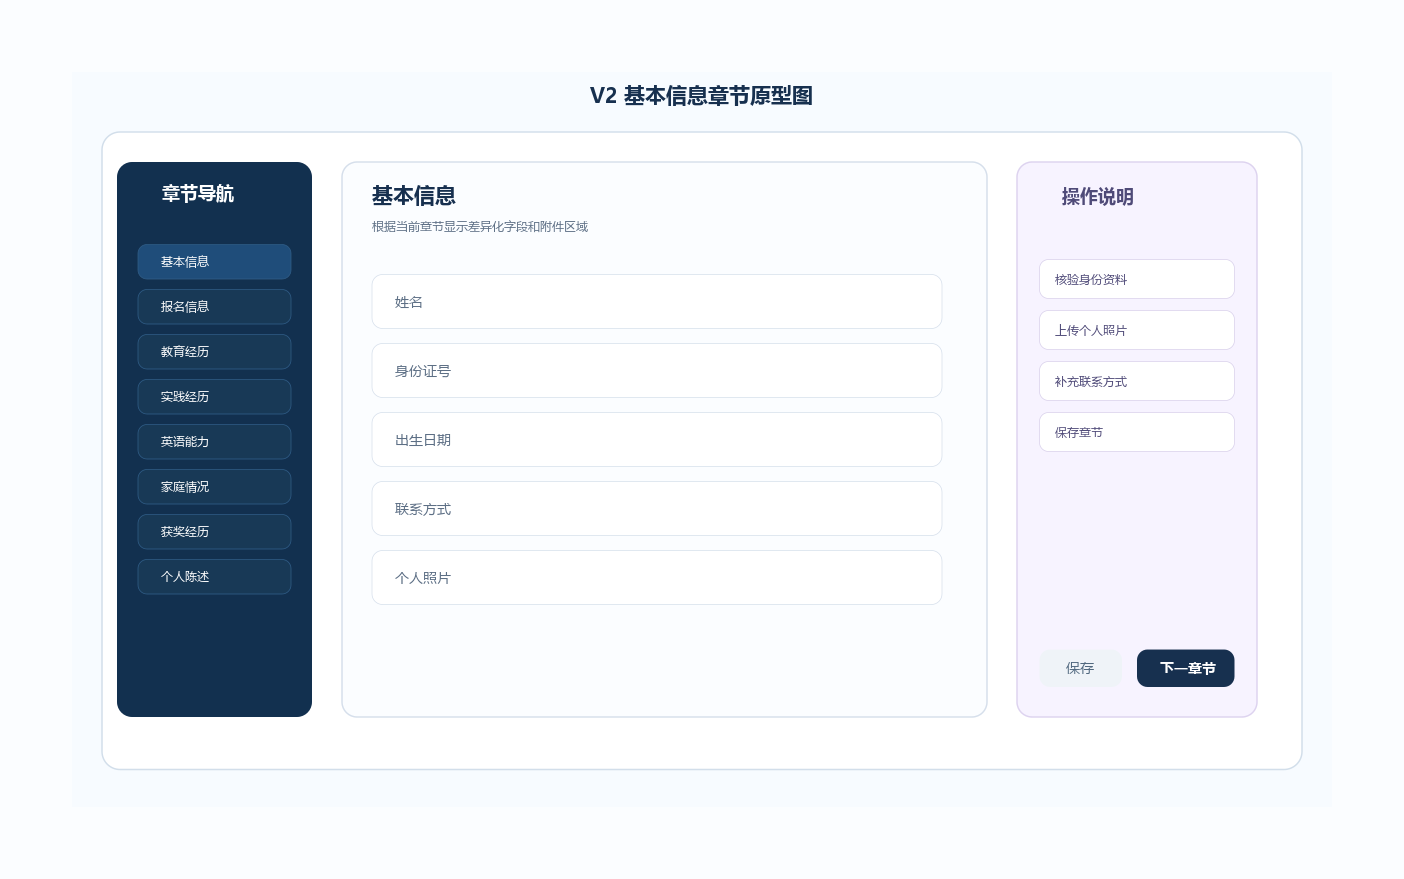 V2 基本信息章节原型图
章节导航
基本信息
报名信息
教育经历
实践经历
英语能力
家庭情况
获奖经历
个人陈述
基本信息
根据当前章节显示差异化字段和附件区域
姓名
身份证号
出生日期
联系方式
个人照片
操作说明
核验身份资料
上传个人照片
补充联系方式
保存章节
保存
下一章节